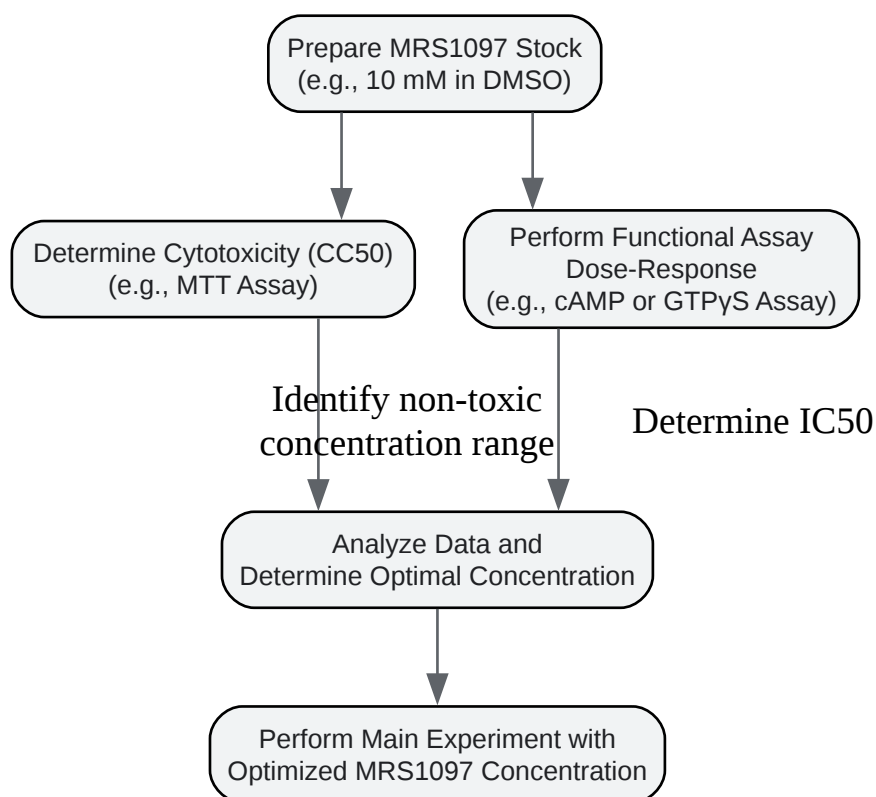 Prepare MRS1097 Stock
(e.g., 10 mM in DMSO)
Determine Cytotoxicity (CC50)
(e.g., MTT Assay)
Perform Functional Assay
Dose-Response
(e.g., cAMP or GTPγS Assay)
Identify non-toxic
concentration range
Determine IC50
Analyze Data and
Determine Optimal Concentration
Perform Main Experiment with
Optimized MRS1097 Concentration